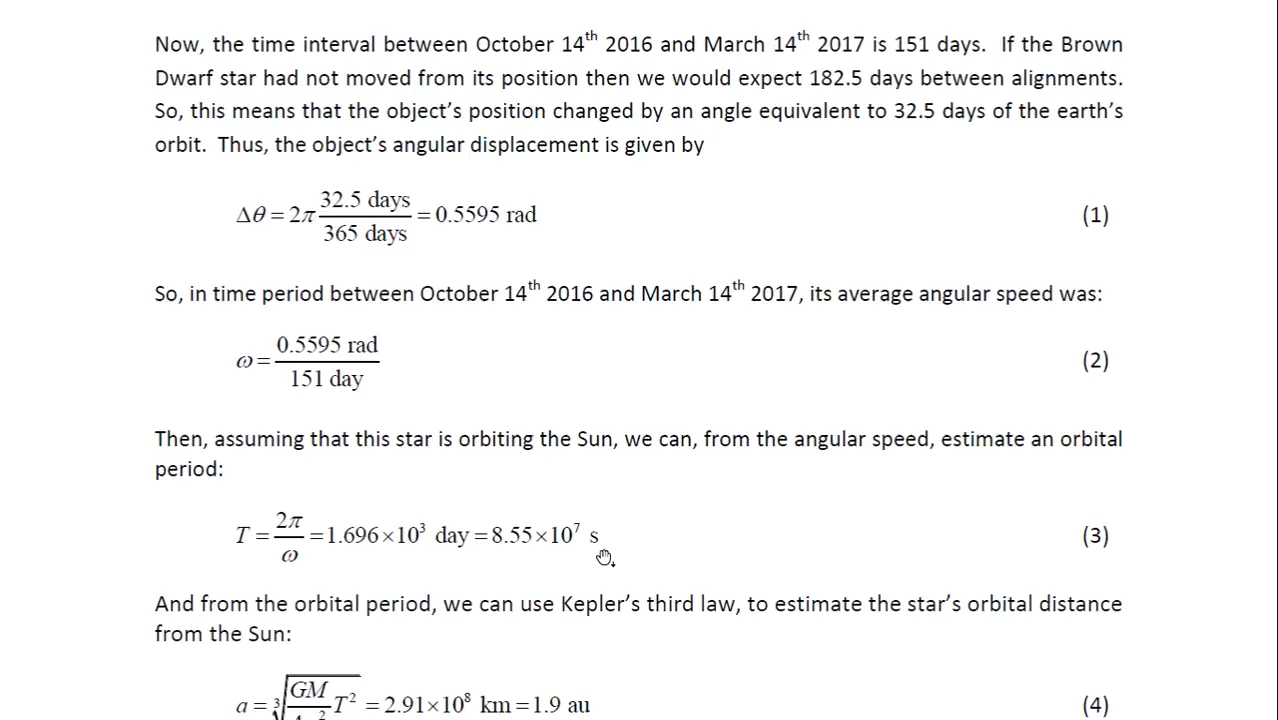 Now, the time interval between October 14th 2016 and March 14th 2017 is 151 days. If the Brown
Dwarf star had not moved from its position then we would expect 182.5 days between alignments.
So, this means that the object's position changed by an angle equivalent to 32.5 days of the earth's
orbit. Thus, the object's angular displacement is given by
Δθ = 2π 32.5 days / 365 days = 0.5595 rad (1)
So, in time period between October 14th 2016 and March 14th 2017, its average angular speed was:
ω = 0.5595 rad / 151 day (2)
Then, assuming that this star is orbiting the Sun, we can, from the angular speed, estimate an orbital
period:
T = 2π / ω = 1.696×10³ day = 8.55×10⁷ s (3)
And from the orbital period, we can use Kepler's third law, to estimate the star's orbital distance
from the Sun:
a = ∛ GM T² = 2.91×10⁸ km = 1.9 au (4)